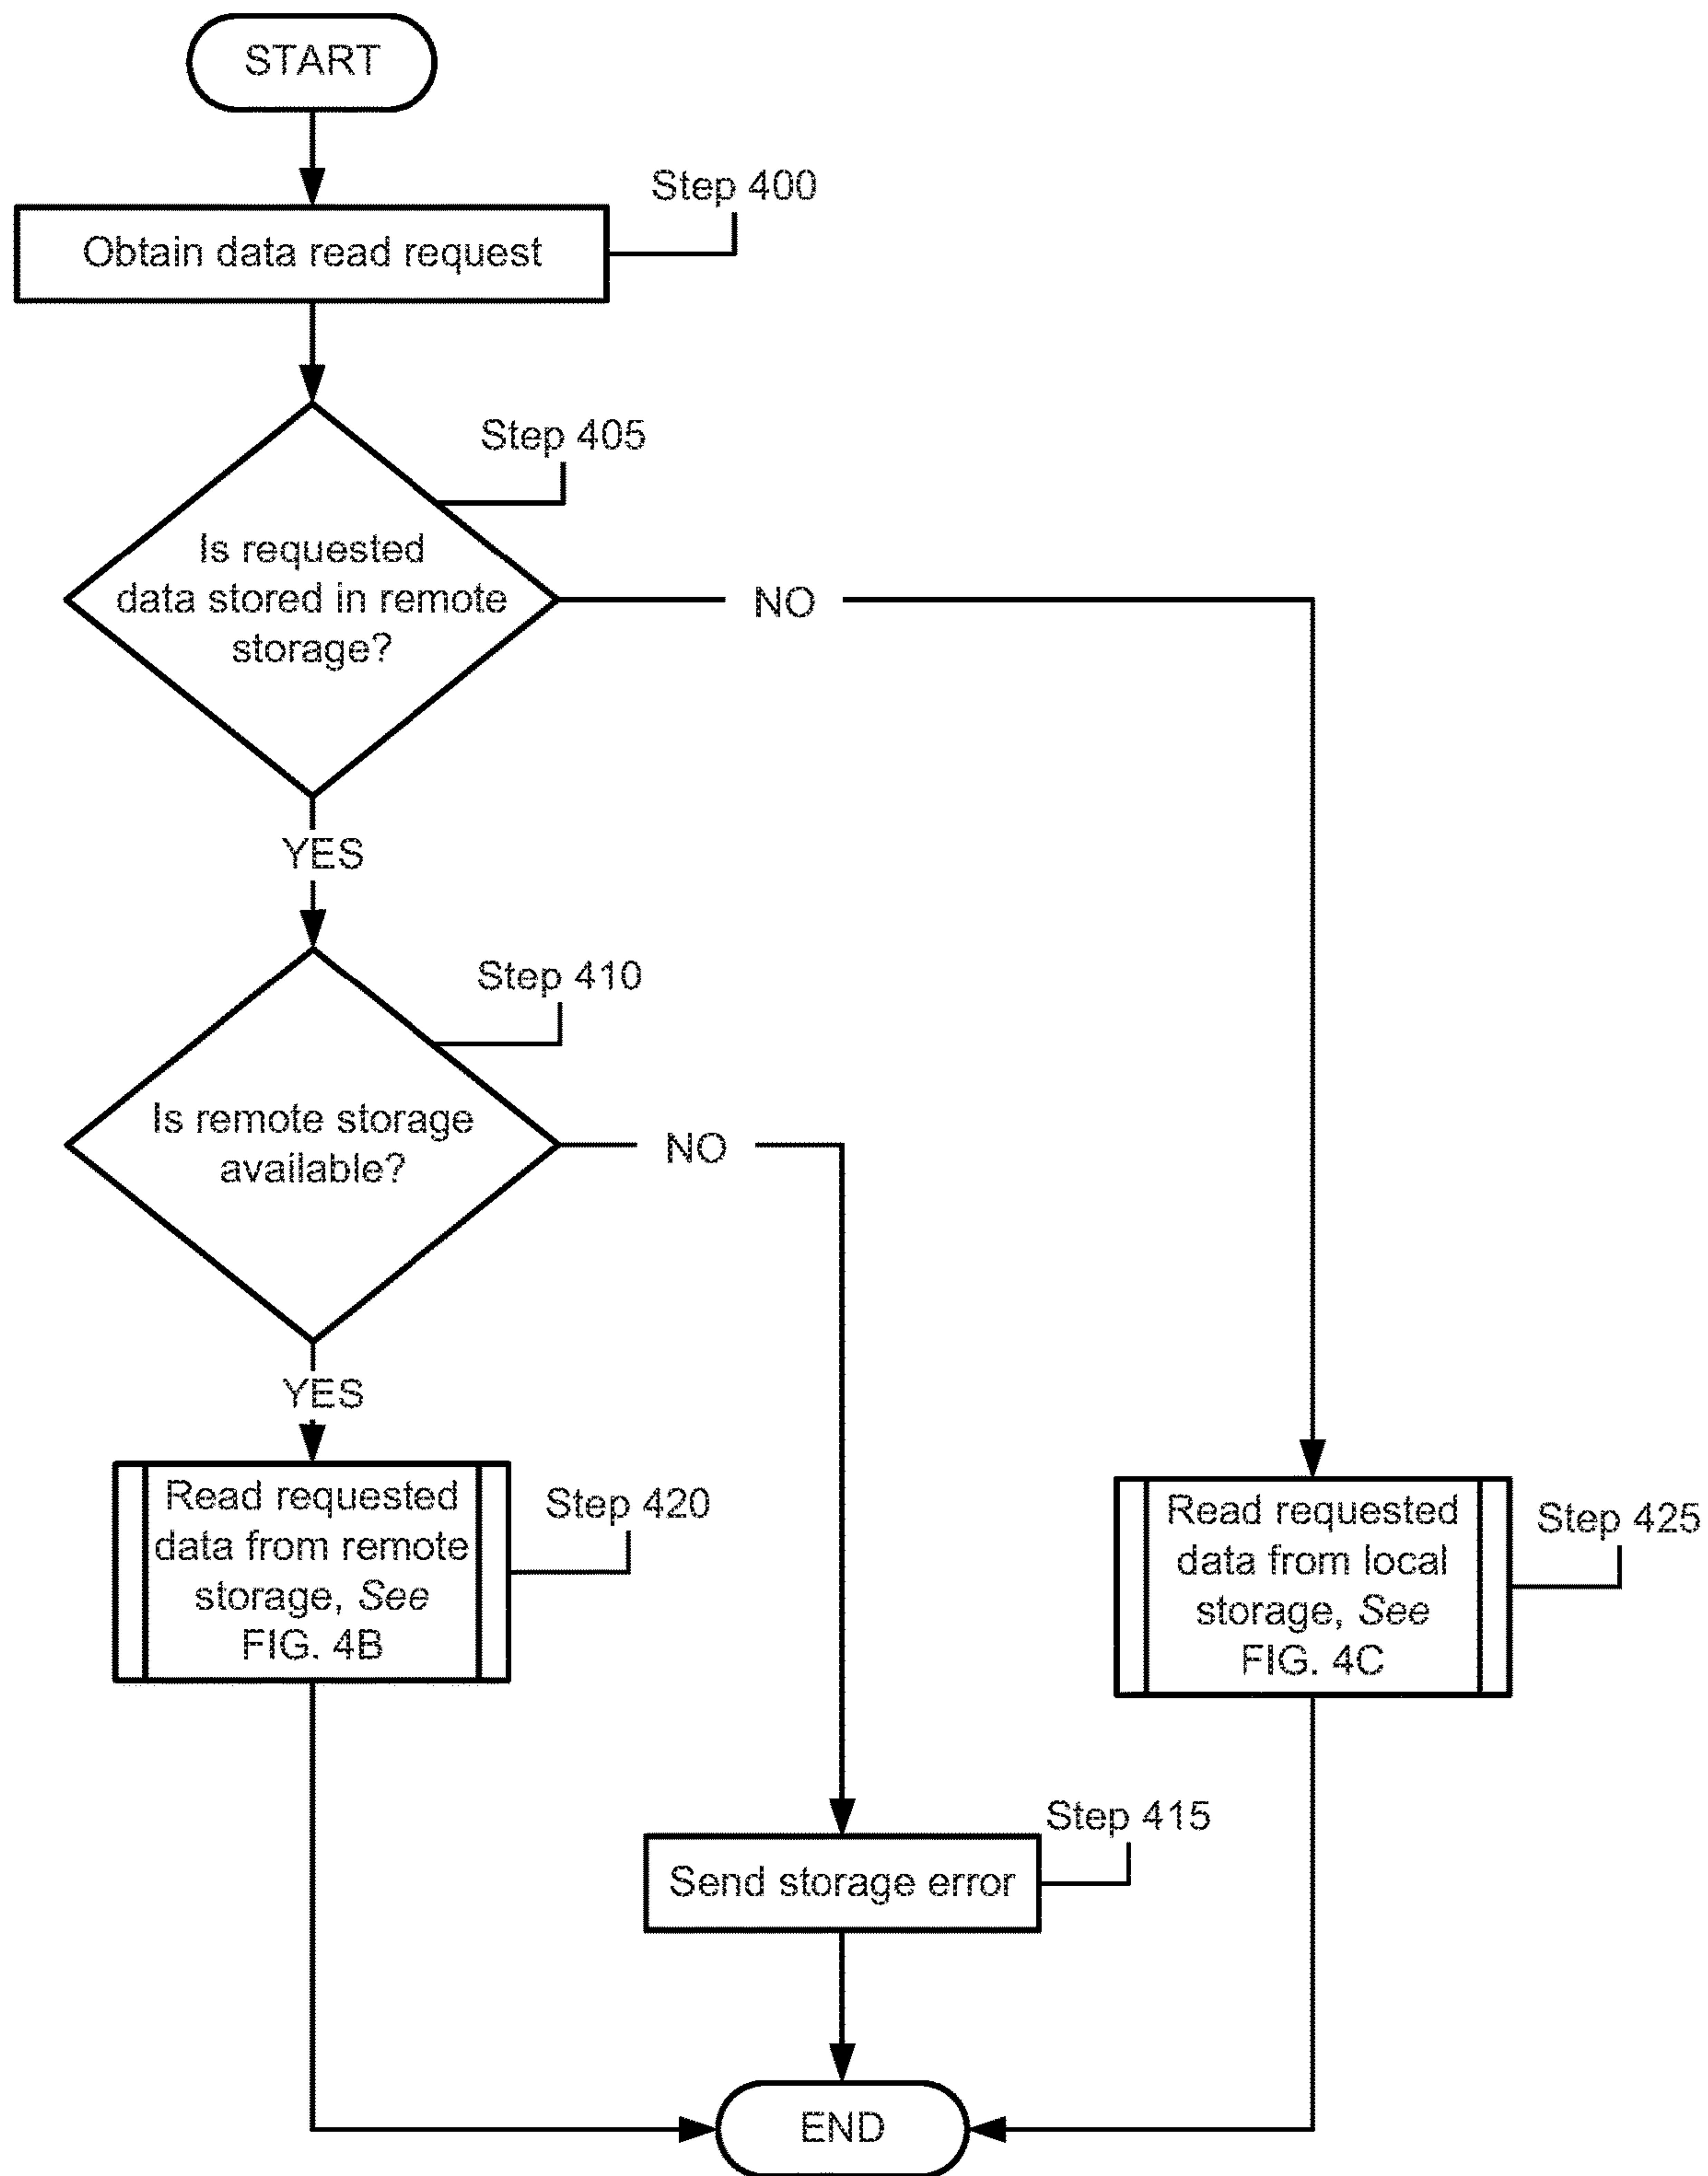 START
Step 400
Obtain data read request
Step 405
Is requested
data stored in remote
storage?
NO
YES
Step 410
Is remote storage
available?
NO
YES
Read requested
data from remote
storage, See
FIG. 4B
Step 420
Read requested
data from local
storage, See
FIG. 4C
Step 425
Step 415
Send storage error
END